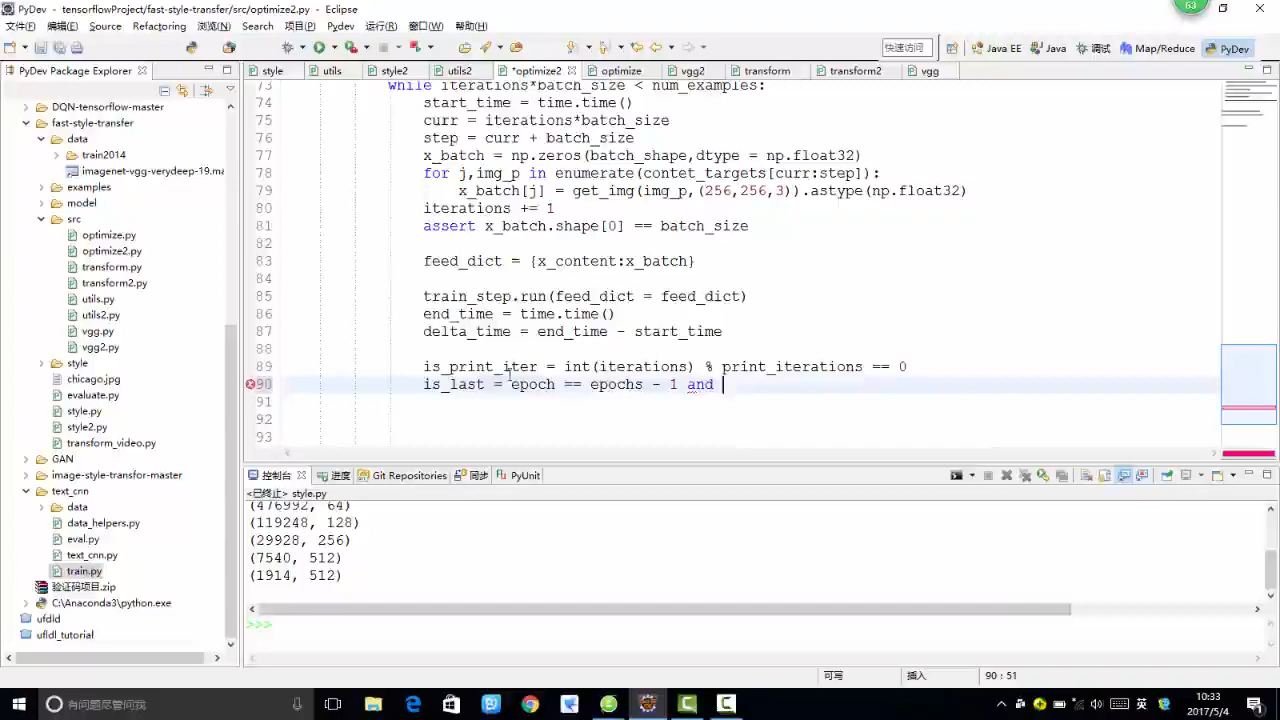 63
PyDev - tensorflowProject/fast-style-transfer/src/optimize2.py - Eclipse
文件(F) 编辑(E) Source Refactoring 浏览(N) Search 项目(P) Pydev 运行(R) 窗口(W) 帮助(H)
快速访问 Java EE Java 调试 Map/Reduce PyDev
PyDev Package Explorer
style utils style2 utils2 *optimize2 optimize vgg2 transform transform2 vgg
DQN-tensorflow-master
fast-style-transfer
data
train2014
imagenet-vgg-verydeep-19.ma
examples
model
src
optimize.py
optimize2.py
transform.py
transform2.py
utils.py
utils2.py
vgg.py
vgg2.py
style
chicago.jpg
evaluate.py
style.py
style2.py
transform_video.py
GAN
image-style-transfor-master
text_cnn
data
data_helpers.py
eval.py
text_cnn.py
train.py
验证码项目.zip
C:\Anaconda3\python.exe
ufdld
ufldl_tutorial
73 while iterations*batch_size < num_examples:
74 start_time = time.time()
75 curr = iterations*batch_size
76 step = curr + batch_size
77 x_batch = np.zeros(batch_shape,dtype = np.float32)
78 for j,img_p in enumerate(contet_targets[curr:step]):
79 x_batch[j] = get_img(img_p,(256,256,3)).astype(np.float32)
80 iterations += 1
81 assert x_batch.shape[0] == batch_size
82
83 feed_dict = {x_content:x_batch}
84
85 train_step.run(feed_dict = feed_dict)
86 end_time = time.time()
87 delta_time = end_time - start_time
88
89 is_print_iter = int(iterations) % print_iterations == 0
90 is_last = epoch == epochs - 1 and
91
92
93
控制台 进度 Git Repositories 同步 PyUnit
<已终止> style.py
(476992, 64)
(119248, 128)
(29928, 256)
(7540, 512)
(1914, 512)
>>>
可写 插入 90 : 51
有问题尽管问我
英
10:33
2017/5/4